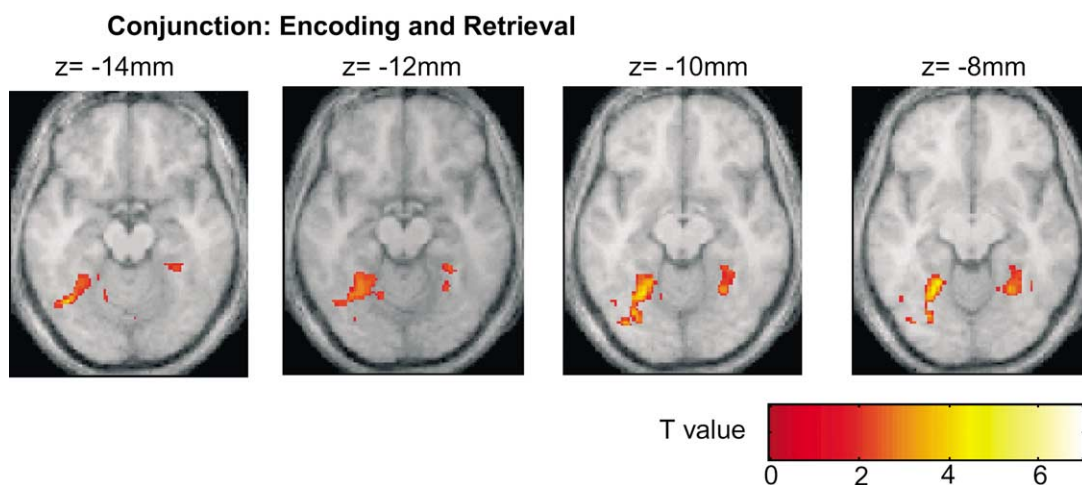 Conjunction: Encoding and Retrieval
z= -14mm z= -12mm z= -10mm z= -8mm
T value
0 2 4 6